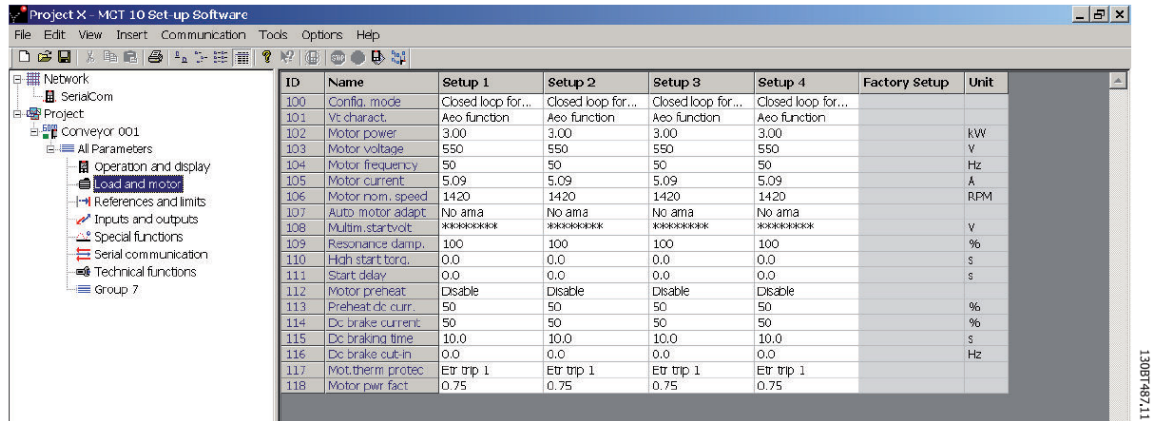 Project X - MCT 10 Set-up Software
File Edit View Insert Communication Tools Options Help
Network
SerialCom
Project
Conveyor 001
All Parameters
Operation and display
Load and motor
References and limits
Inputs and outputs
Special functions
Serial communication
Technical functions
Group 7
ID Name Setup 1 Setup 2 Setup 3 Setup 4 Factory Setup Unit
100 Config. mode Closed loop for... Closed loop for... Closed loop for... Closed loop for...
101 Vt charact. Aeo function Aeo function Aeo function Aeo function
102 Motor power 3.00 3.00 3.00 3.00 kW
103 Motor voltage 550 550 550 550 V
104 Motor frequency 50 50 50 50 Hz
105 Motor current 5.09 5.09 5.09 5.09 A
106 Motor nom. speed 1420 1420 1420 1420 RPM
107 Auto motor adapt No ama No ama No ama No ama
108 Multim.startvolt ******** ******** ******** ******** V
109 Resonance damp. 100 100 100 100 %
110 High start torq. 0.0 0.0 0.0 0.0 s
111 Start delay 0.0 0.0 0.0 0.0 s
112 Motor preheat Disable Disable Disable Disable
113 Preheat dc curr. 50 50 50 50 %
114 Dc brake current 50 50 50 50 %
115 Dc braking time 10.0 10.0 10.0 10.0 s
116 Dc brake cut-in 0.0 0.0 0.0 0.0 Hz
117 Mot.therm protec Etr trip 1 Etr trip 1 Etr trip 1 Etr trip 1
118 Motor pwr fact 0.75 0.75 0.75 0.75
130BT487.11